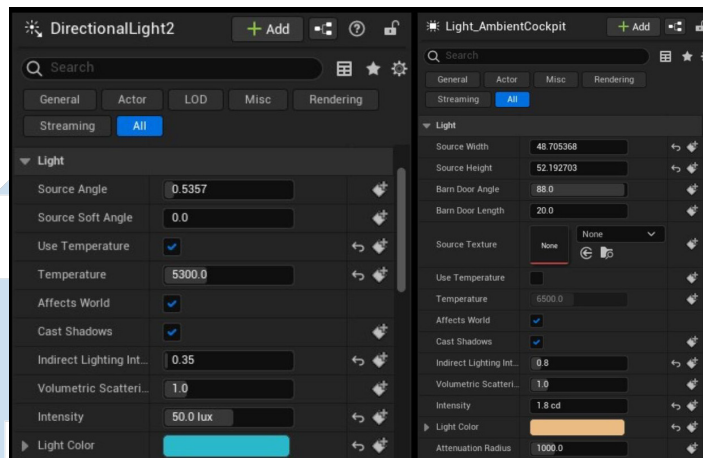 DirectionalLight2
+ Add
Search
General Actor LOD Misc Rendering
Streaming All
Light
Source Angle 0.5357
Source Soft Angle 0.0
Use Temperature
Temperature 5300.0
Affects World
Cast Shadows
Indirect Lighting Int...
0.35
Volumetric Scatteri...
1.0
Intensity 50.0 lux
Light Color
Light_AmbientCockpit
+ Add
Search
General Actor Misc Rendering
Streaming All
Light
Source Width 48.705368
Source Height 52.192703
Barn Door Angle 88.0
Barn Door Length 20.0
Source Texture None None
Use Temperature
Temperature 6500.0
Affects World
Cast Shadows
Indirect Lighting Int...
0.8
Volumetric Scatteri...
1.0
Intensity 1.8 cd
Light Color
Attenuation Radius 1000.0